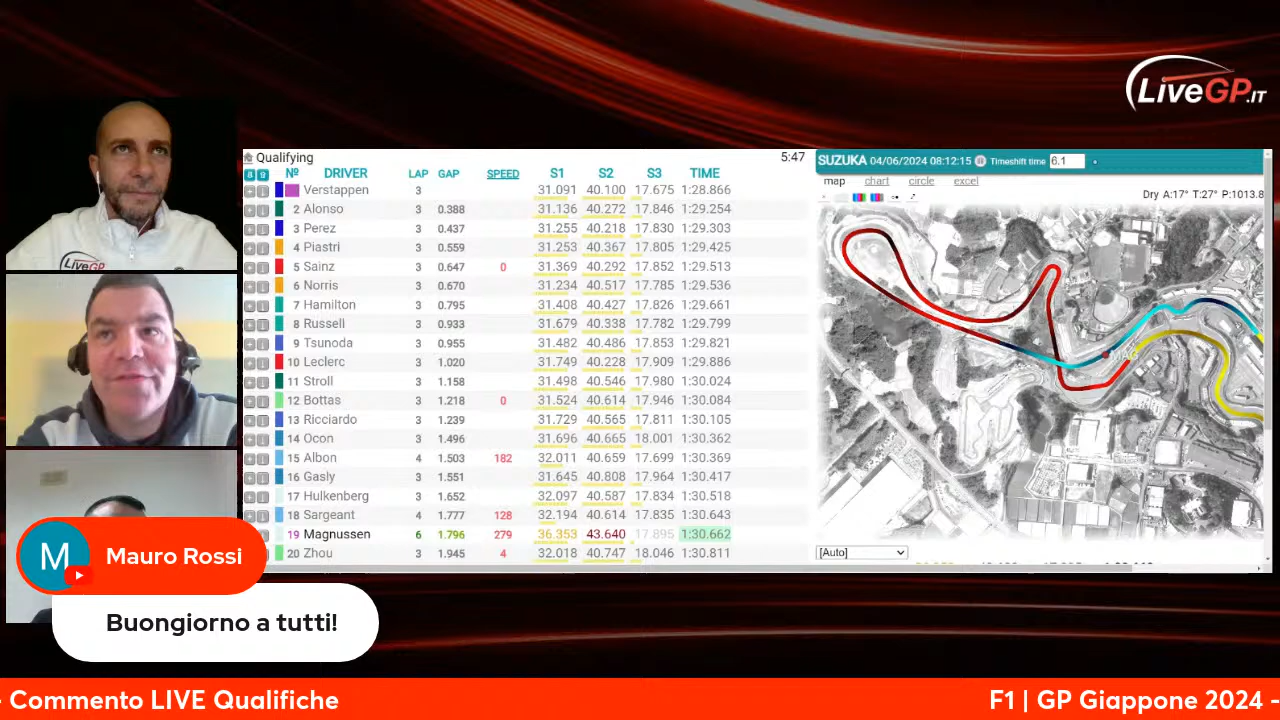 LiveGP.IT
Qualifying 5:47
Nº DRIVER LAP GAP SPEED S1 S2 S3 TIME
Verstappen 3 31.091 40.100 17.675 1:28.866
2 Alonso 3 0.388 31.136 40.272 17.846 1:29.254
3 Perez 3 0.437 31.255 40.218 17.830 1:29.303
4 Piastri 3 0.559 31.253 40.367 17.805 1:29.425
5 Sainz 3 0.647 0 31.369 40.292 17.852 1:29.513
6 Norris 3 0.670 31.234 40.517 17.785 1:29.536
7 Hamilton 3 0.795 31.408 40.427 17.826 1:29.661
8 Russell 3 0.933 31.679 40.338 17.782 1:29.799
9 Tsunoda 3 0.955 31.482 40.486 17.853 1:29.821
10 Leclerc 3 1.020 31.749 40.228 17.909 1:29.886
11 Stroll 3 1.158 31.498 40.546 17.980 1:30.024
12 Bottas 3 1.218 0 31.524 40.614 17.946 1:30.084
13 Ricciardo 3 1.239 31.729 40.565 17.811 1:30.105
14 Ocon 3 1.496 31.696 40.665 18.001 1:30.362
15 Albon 4 1.503 182 32.011 40.659 17.699 1:30.369
16 Gasly 3 1.551 31.645 40.808 17.964 1:30.417
17 Hulkenberg 3 1.652 32.097 40.587 17.834 1:30.518
18 Sargeant 4 1.777 128 32.194 40.614 17.835 1:30.643
19 Magnussen 6 1.796 279 36.353 43.640 17.895 1:30.662
20 Zhou 3 1.945 4 32.018 40.747 18.046 1:30.811
SUZUKA 04/06/2024 08:12:15 Timeshift time 6.1
map chart circle excel
Dry A:17° T:27° P:1013.8
[Auto]
LiveGP
M Mauro Rossi
Buongiorno a tutti!
- Commento LIVE Qualifiche
F1 | GP Giappone 2024 -